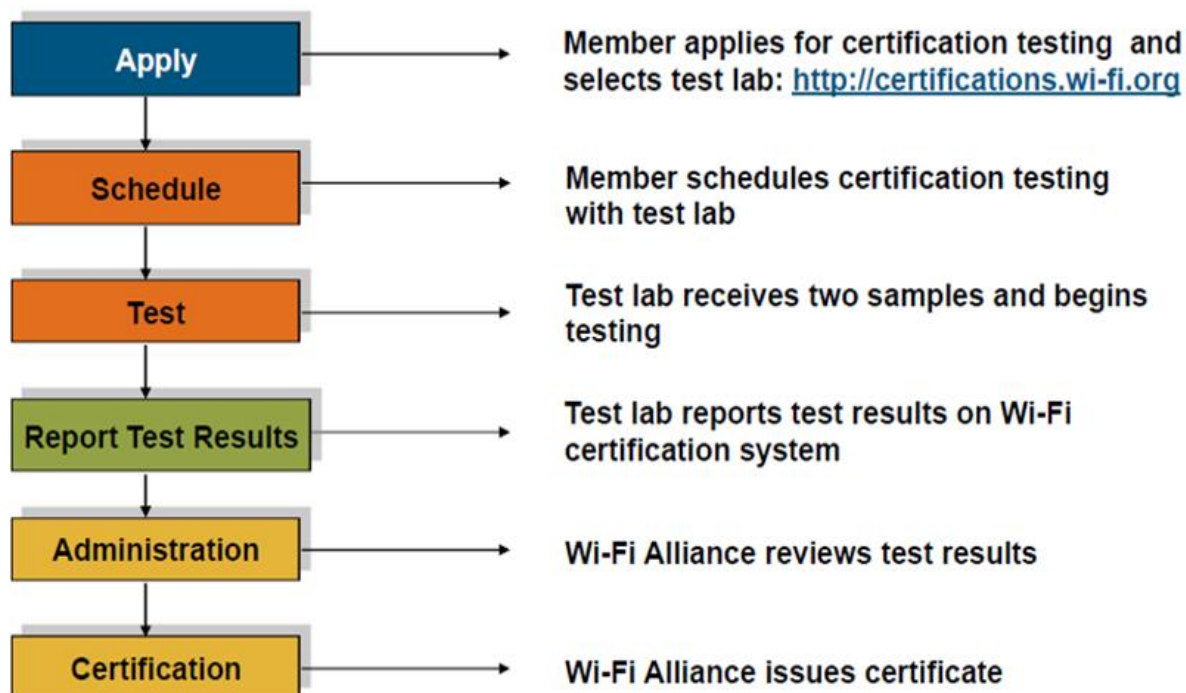 Apply
Member applies for certification testing and
selects test lab: http://certifications.wi-fi.org
Schedule
Member schedules certification testing
with test lab
Test
Test lab receives two samples and begins
testing
Report Test Results
Test lab reports test results on Wi-Fi
certification system
Administration
Wi-Fi Alliance reviews test results
Certification
Wi-Fi Alliance issues certificate